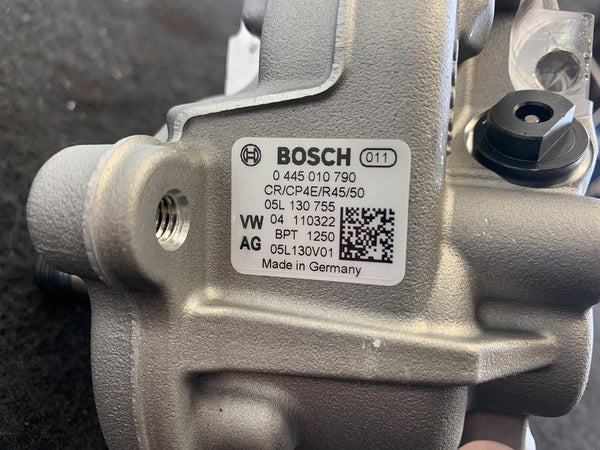 BOSCH 011
0 445 010 790
CR/CP4E/R45/50
05L 130 755
VW 04 110322
BPT 1250
AG 05L130V01
Made in Germany